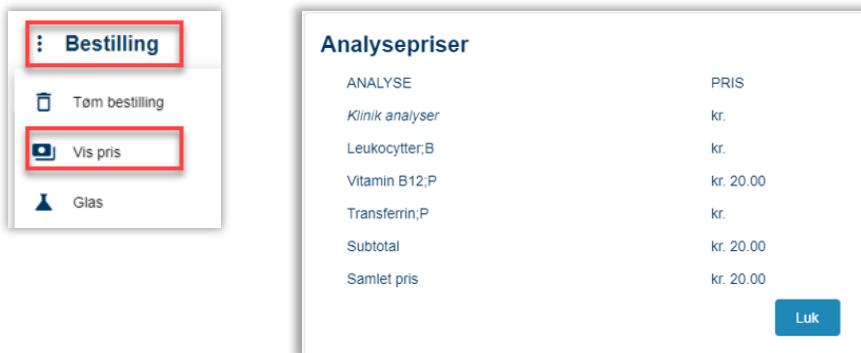 Bestilling
Tøm bestilling
Vis pris
Glas
Analysepriser
ANALYSE PRIS
Klinik analyser kr.
Leukocytter;B kr.
Vitamin B12;P kr. 20.00
Transferrin;P kr.
Subtotal kr. 20.00
Samlet pris kr. 20.00
Luk